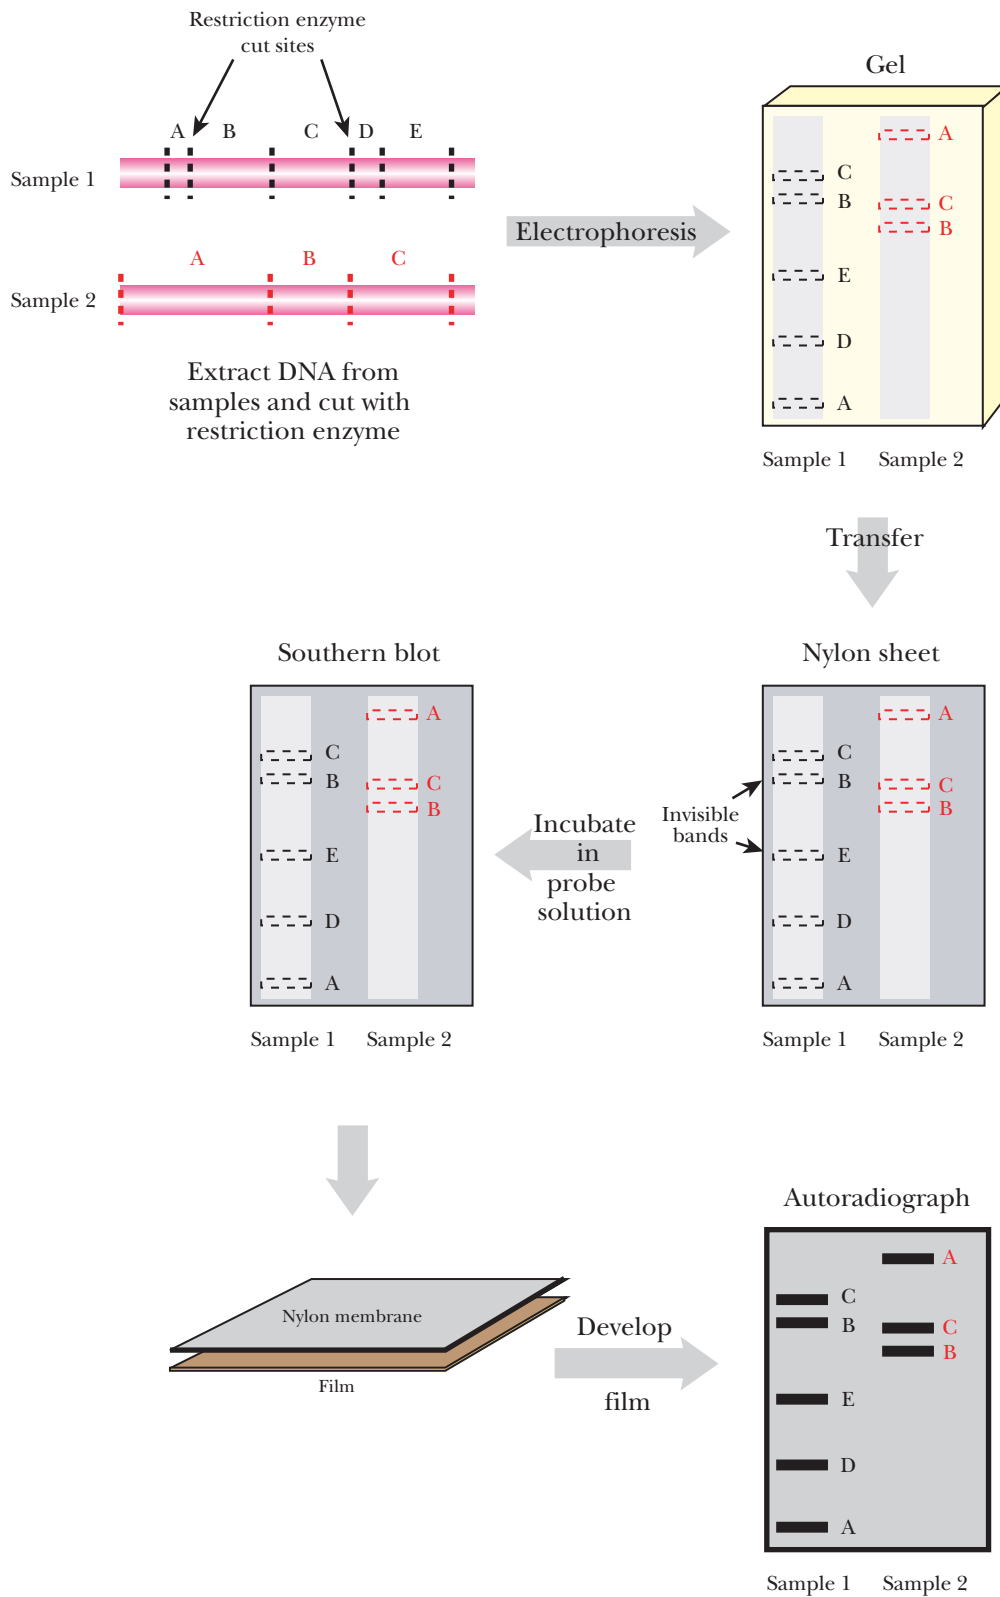 Restriction enzyme
cut sites
A B C D E
Sample 1
A B C
Sample 2
Extract DNA from
samples and cut with
restriction enzyme
Electrophoresis
Gel
A
C
B
C
B
E
D
A
Sample 1 Sample 2
Transfer
Nylon sheet
A
C
B
C
B
Invisible
bands
E
D
A
Sample 1 Sample 2
Incubate
in
probe
solution
Southern blot
A
C
B
C
B
E
D
A
Sample 1 Sample 2
Nylon membrane
Film
Develop
film
Autoradiograph
A
C
B
C
B
E
D
A
Sample 1 Sample 2